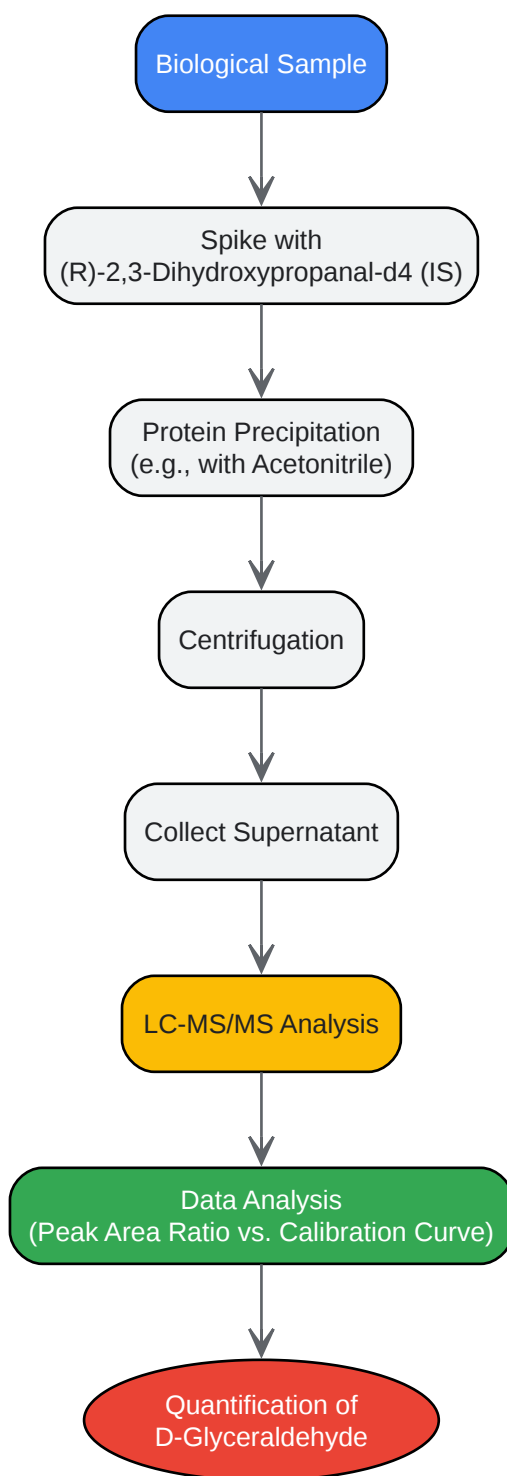 Biological Sample
Spike with
(R)-2,3-Dihydroxypropanal-d4 (IS)
Protein Precipitation
(e.g., with Acetonitrile)
Centrifugation
Collect Supernatant
LC-MS/MS Analysis
Data Analysis
(Peak Area Ratio vs. Calibration Curve)
Quantification of
D-Glyceraldehyde